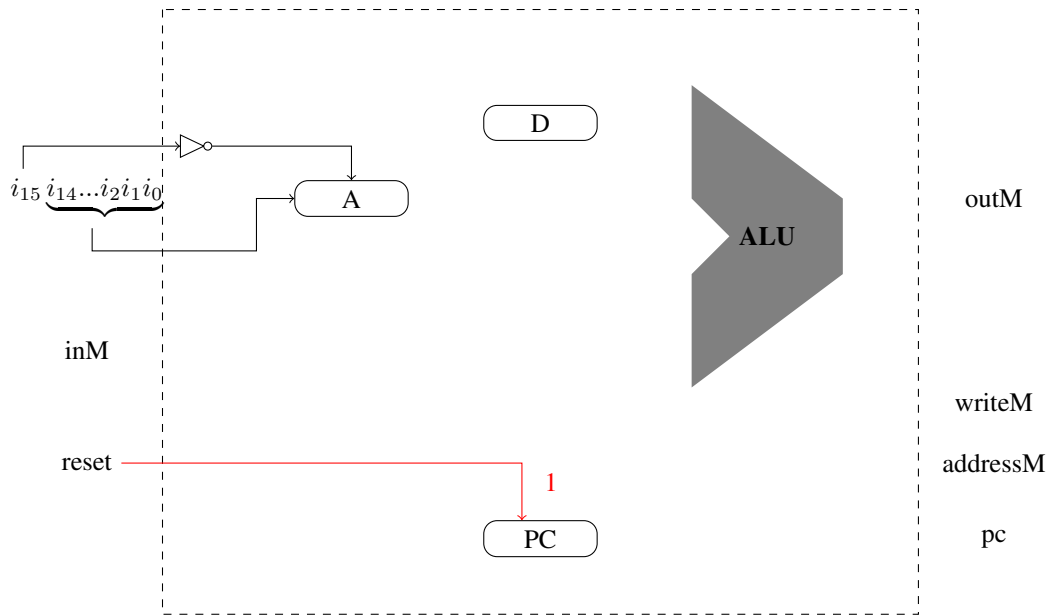 D
i₁₅ i₁₄...i₂i₁i₀
A
outM
ALU
inM
writeM
reset
addressM
1
PC
pc